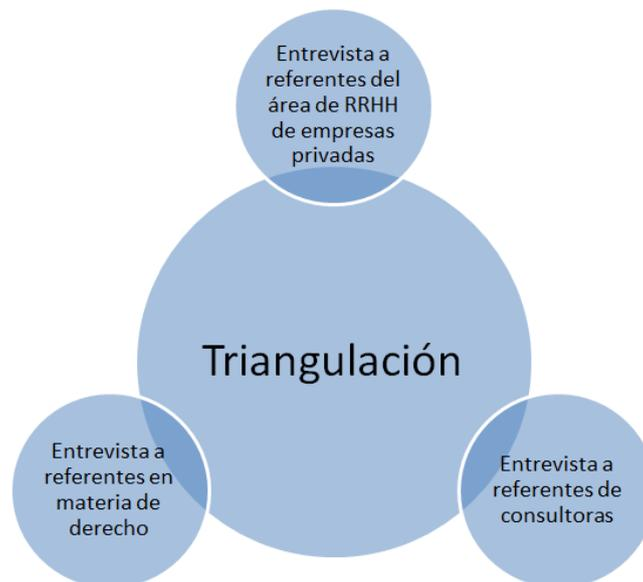 Entrevista a
referentes del
área de RRHH
de empresas
privadas
Triangulación
Entrevista a
referentes en
materia de
derecho
Entrevista a
referentes de
consultoras